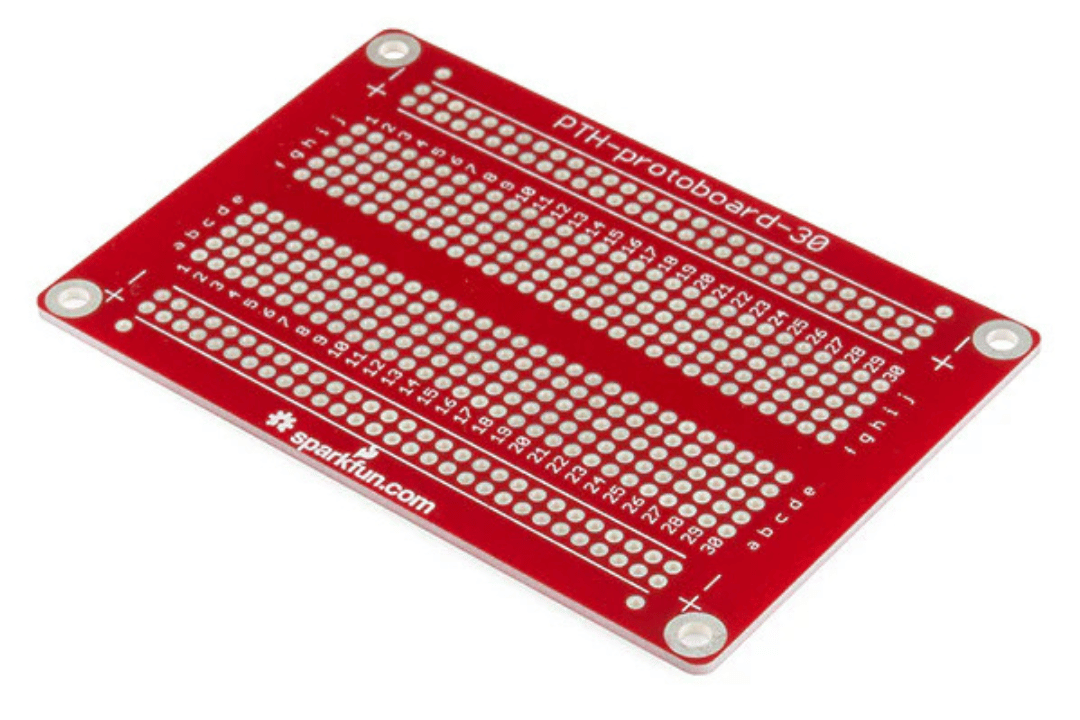 + −
PTH-protoboard-30
1 2 3 4 5 6 7 8 9 10 11 12 13 14 15 16 17 18 19 20 21 22 23 24 25 26 27 28 29 30
f g h i j
+ −
f g h i j
a b c d e
a b c d e
1 2 3 4 5 6 7 8 9 10 11 12 13 14 15 16 17 18 19 20 21 22 23 24 25 26 27 28 29 30
+ −
+ −
sparkfun.com